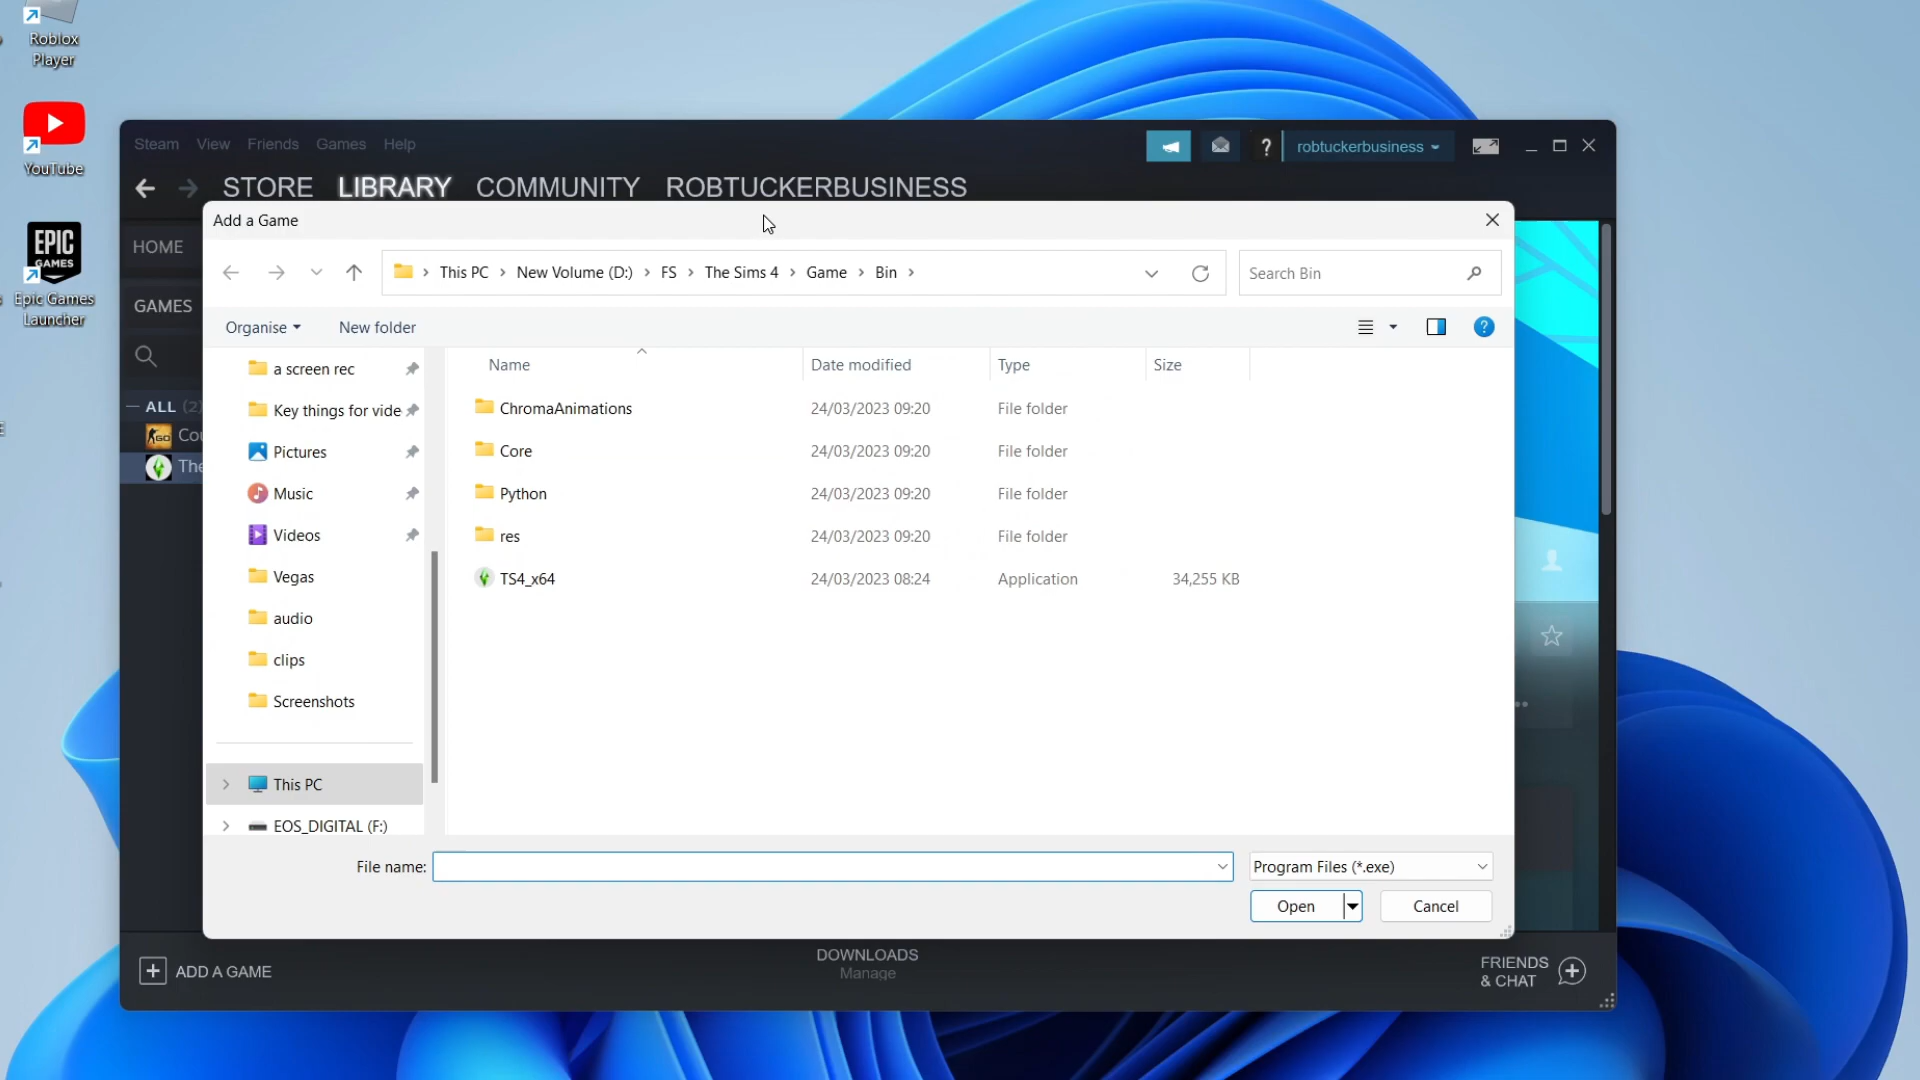 Roblox
Player
YouTube
EPIC
GAMES
Epic Games
Launcher
Steam View Friends Games Help
? robtuckerbusiness
STORE LIBRARY COMMUNITY ROBTUCKERBUSINESS
HOME
GAMES
ALL (2)
GO Cou
The
Add a Game
This PC > New Volume (D:) > FS > The Sims 4 > Game > Bin >
Search Bin
Organise New folder
?
a screen rec
Key things for vide
Pictures
Music
Videos
Vegas
audio
clips
Screenshots
This PC
EOS_DIGITAL (F:)
Name Date modified Type Size
ChromaAnimations 24/03/2023 09:20 File folder
Core 24/03/2023 09:20 File folder
Python 24/03/2023 09:20 File folder
res 24/03/2023 09:20 File folder
TS4_x64 24/03/2023 08:24 Application 34,255 KB
File name: Program Files (*.exe)
Open Cancel
ADD A GAME
DOWNLOADS
Manage
FRIENDS
& CHAT